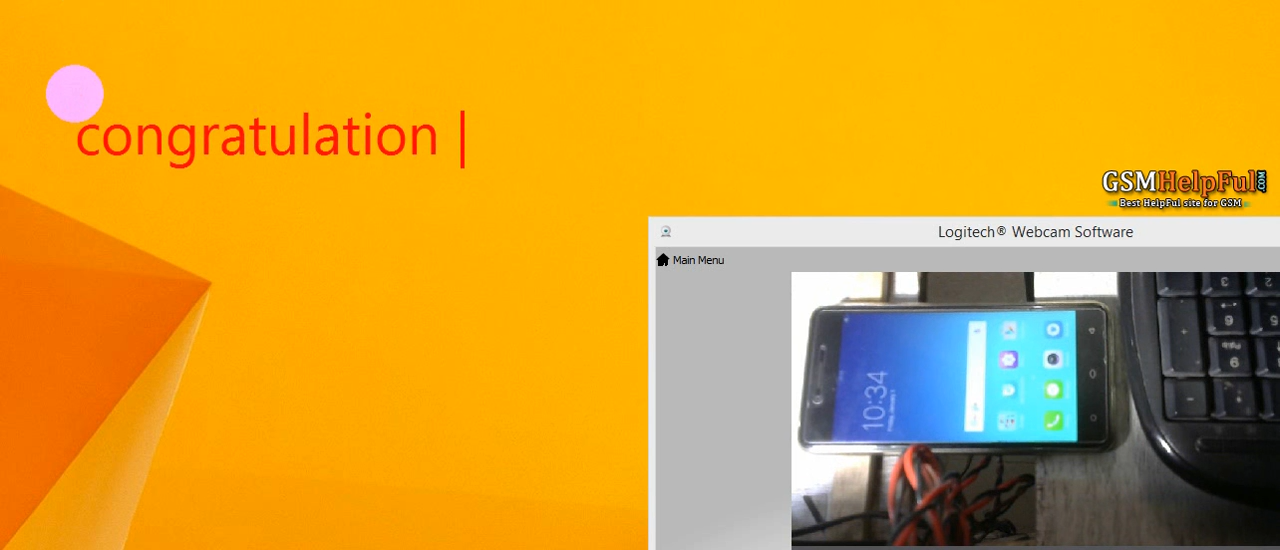 congratulation |
GSMHelpFul.COM
Best HelpFul site for GSM
Logitech® Webcam Software
Main Menu
10:34